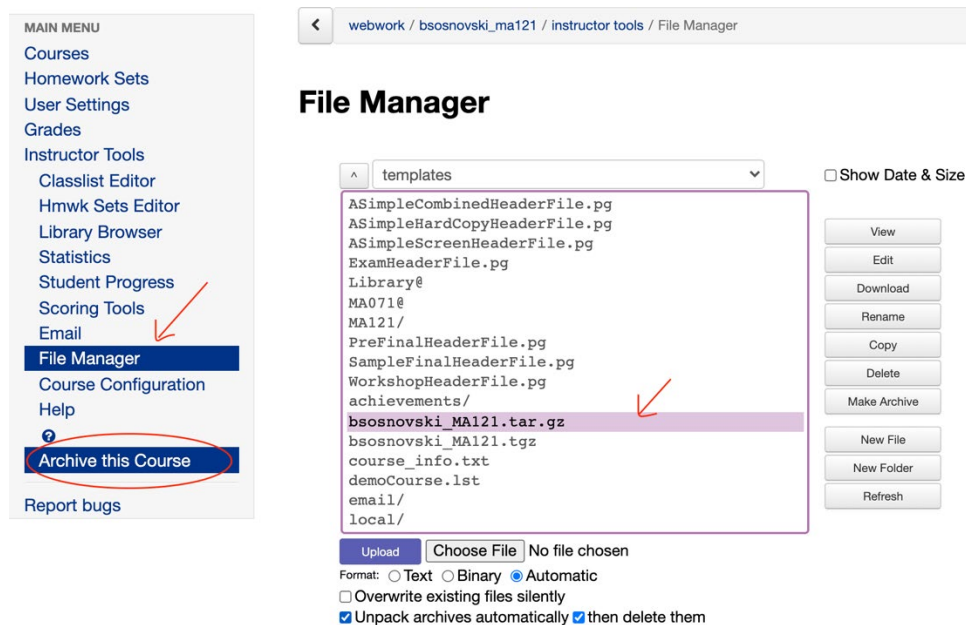 MAIN MENU
Courses
Homework Sets
User Settings
Grades
Instructor Tools
Classlist Editor
Hmwk Sets Editor
Library Browser
Statistics
Student Progress
Scoring Tools
Email
File Manager
Course Configuration
Help
?
Archive this Course
Report bugs
webwork / bsosnovski_ma121 / instructor tools / File Manager
File Manager
^ templates
Show Date & Size
ASimpleCombinedHeaderFile.pg
ASimpleHardCopyHeaderFile.pg
ASimpleScreenHeaderFile.pg
ExamHeaderFile.pg
Library@
MA071@
MA121/
PreFinalHeaderFile.pg
SampleFinalHeaderFile.pg
WorkshopHeaderFile.pg
achievements/
bsosnovski_MA121.tar.gz
bsosnovski_MA121.tgz
course_info.txt
demoCourse.lst
email/
local/
View
Edit
Download
Rename
Copy
Delete
Make Archive
New File
New Folder
Refresh
Upload Choose File No file chosen
Format: Text Binary Automatic
Overwrite existing files silently
Unpack archives automatically then delete them